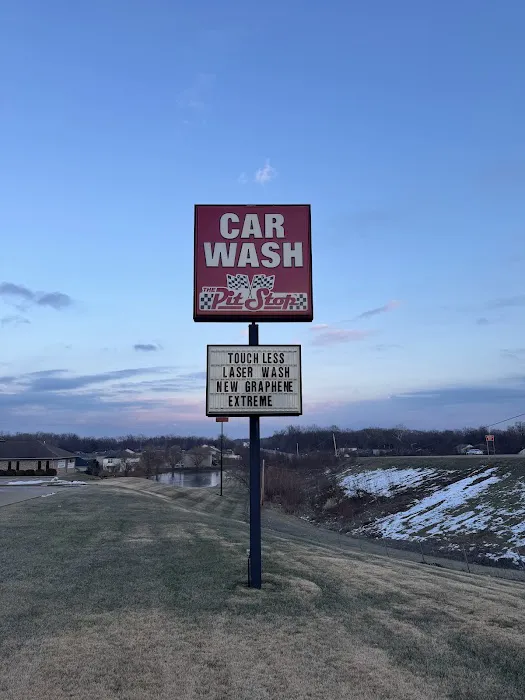 CAR
WASH
THE
Pit Stop
TOUCH LESS
LASER WASH
NEW GRAPHENE
EXTREME